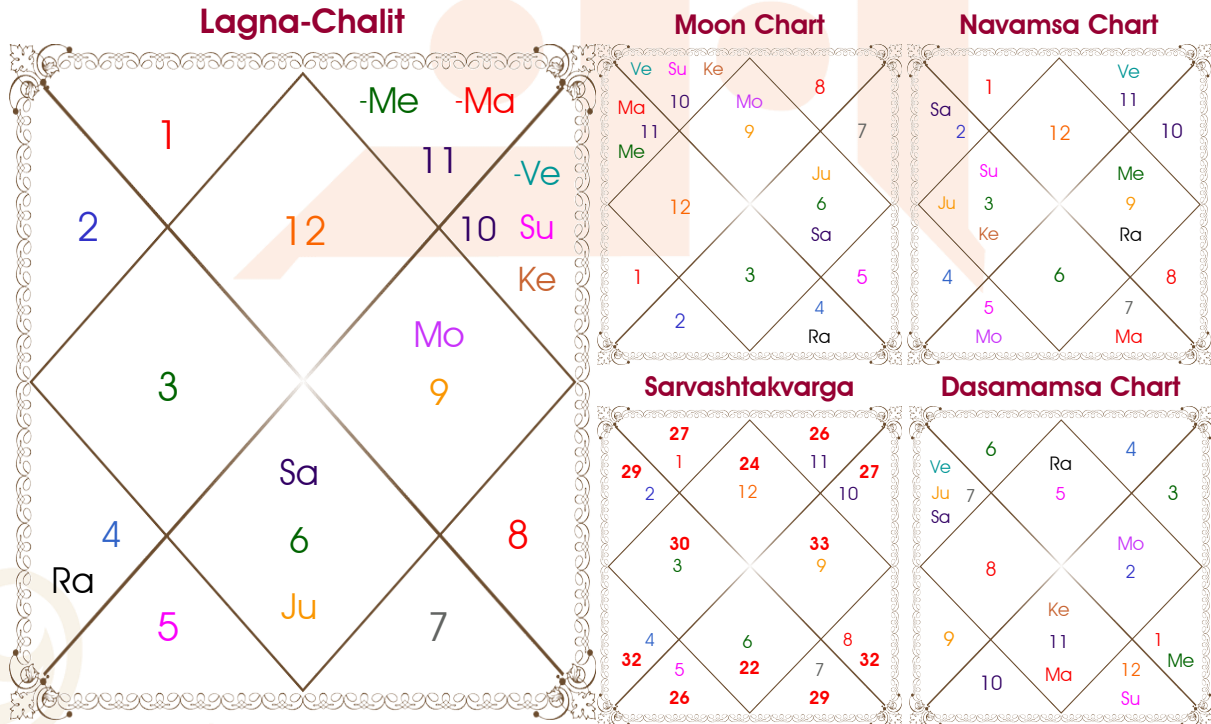 Lagna-Chalit
-Me -Ma
1
11
-Ve
2
12
10 Su
Ke
Mo
3
9
Sa
4
6
8
Ra
Ju
5
7
Moon Chart
Ve Su Ke
8
Ma 10 Mo
11 9 7
Me
Ju
12 6
Sa
1 3 5
4
2
Ra
Navamsa Chart
Ve
1
Sa 11
2 12 10
Su Me
Ju 3 9
Ke Ra
4 6 8
5 7
Mo Ma
Sarvashtakvarga
27 26
29 1 24 11 27
2 12 10
30 33
3 9
4 6 8
32 5 22 7 32
26 29
Dasamamsa Chart
6 4
Ve Ra
Ju 7 5 3
Sa
Mo
8 2
Ke
9 11 1
10 Ma 12 Me
Su